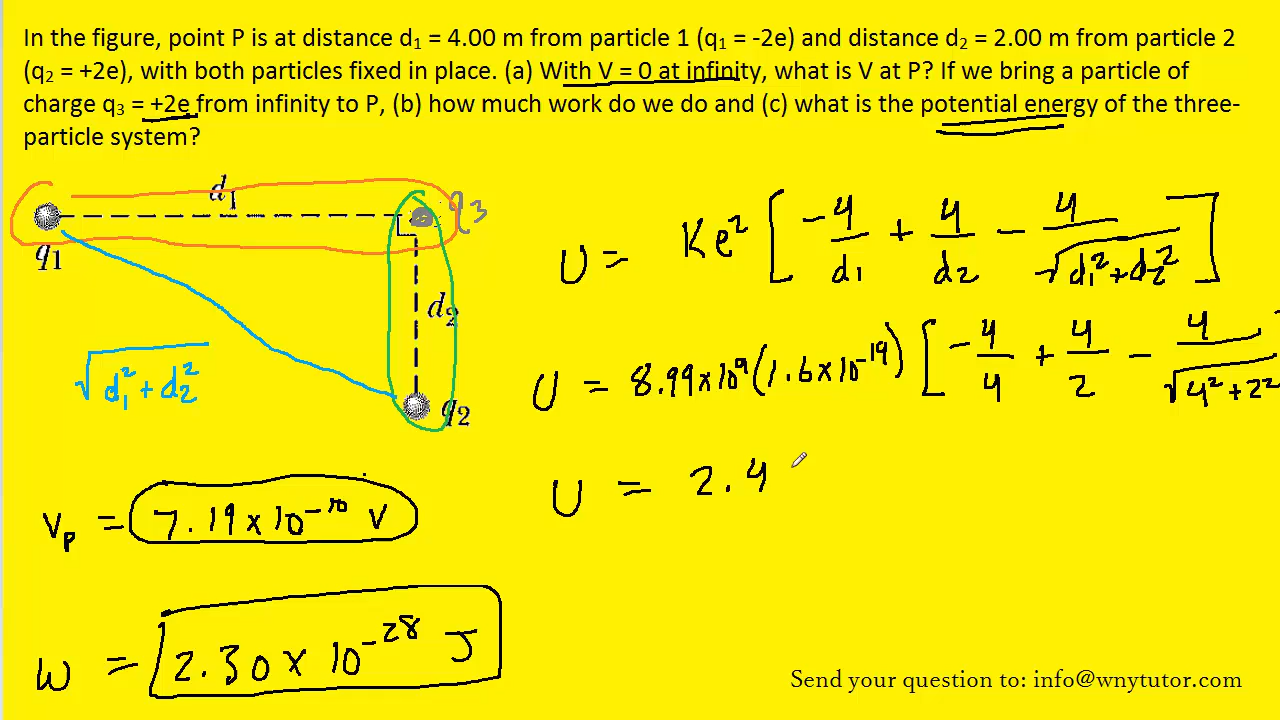 In the figure, point P is at distance d₁ = 4.00 m from particle 1 (q₁ = -2e) and distance d₂ = 2.00 m from particle 2
(q₂ = +2e), with both particles fixed in place. (a) With V = 0 at infinity, what is V at P? If we bring a particle of
charge q₃ = +2e from infinity to P, (b) how much work do we do and (c) what is the potential energy of the three-
particle system?
d₁
q₃
q₁
d₂
q₂
√(d₁² + d₂²)
U = Ke² [ -4/d₁ + 4/d₂ - 4/√(d₁² + d₂²) ]
U = 8.99 x 10⁹ (1.6 x 10⁻¹⁹) [ -4/4 + 4/2 - 4/√(4² + 2²)
U = 2.4
Vₚ = 7.19 x 10⁻¹⁰ V
W = 2.30 x 10⁻²⁸ J
Send your question to: info@wnytutor.com